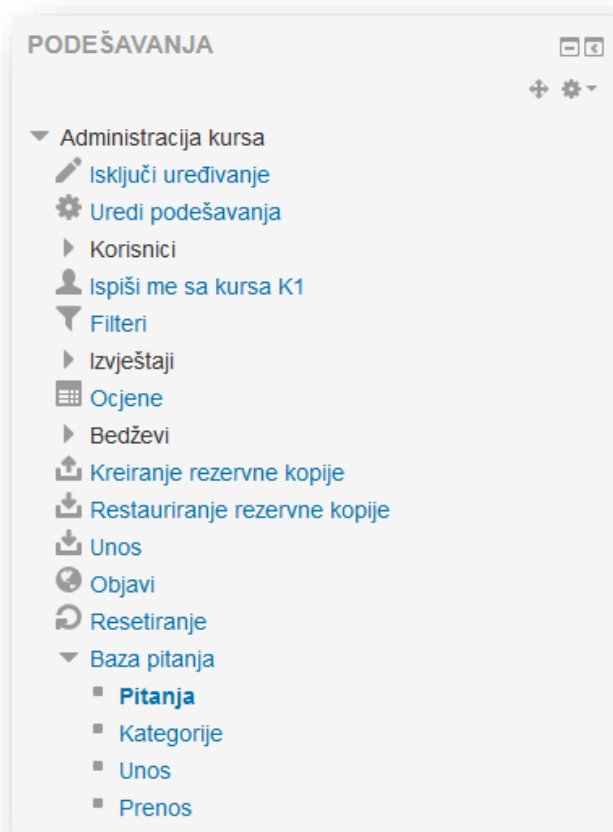 PODEŠAVANJA
Administracija kursa
Isključi uređivanje
Uredi podešavanja
Korisnici
Ispiši me sa kursa K1
Filteri
Izvještaji
Ocjene
Bedževi
Kreiranje rezervne kopije
Restauriranje rezervne kopije
Unos
Objavi
Resetiranje
Baza pitanja
Pitanja
Kategorije
Unos
Prenos